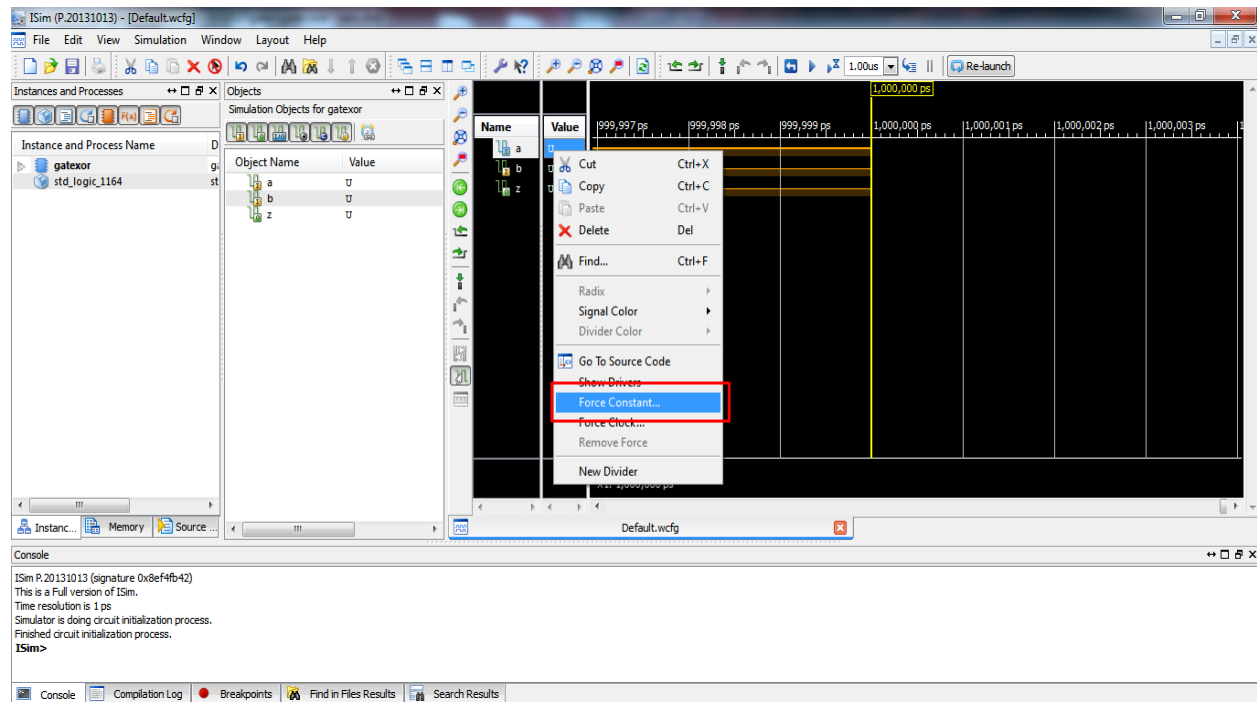 ISim (P.20131013) - [Default.wcfg]
File Edit View Simulation Window Layout Help
1.00us Re-launch
Instances and Processes
Instance and Process Name D
gatexor
std_logic_1164 st
Instanc... Memory Source ...
Objects
Simulation Objects for gatexor
Object Name Value
a U
b U
z U
1,000,000 ps
Name Value 999,997 ps 999,998 ps 999,999 ps 1,000,000 ps 1,000,001 ps 1,000,002 ps 1,000,003 ps
a U
b U
z U
Cut Ctrl+X
Copy Ctrl+C
Paste Ctrl+V
Delete Del
Find... Ctrl+F
Radix
Signal Color
Divider Color
Go To Source Code
Show Drivers
Force Constant...
Force Clock...
Remove Force
New Divider
X1: 1,000,000 ps
Default.wcfg
Console
ISim P.20131013 (signature 0x8ef4fb42)
This is a Full version of ISim.
Time resolution is 1 ps
Simulator is doing circuit initialization process.
Finished circuit initialization process.
ISim>
Console Compilation Log Breakpoints Find in Files Results Search Results